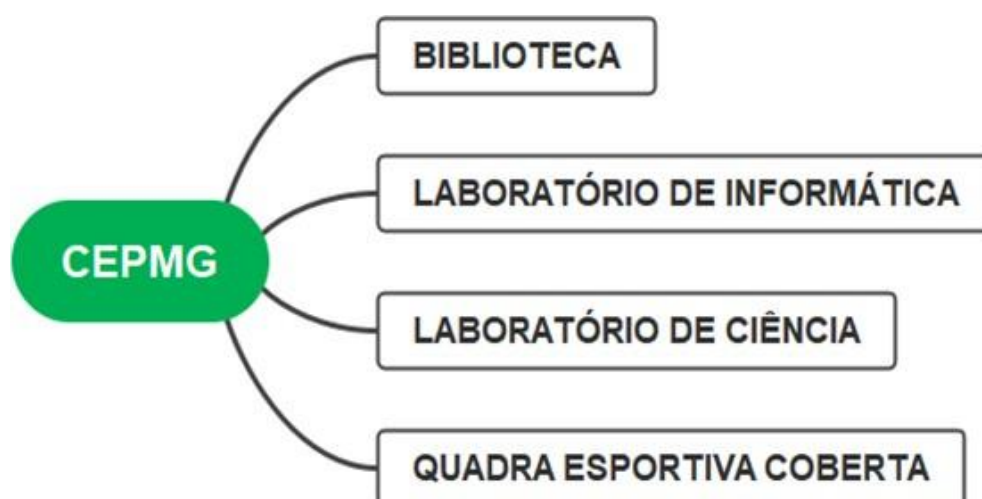 BIBLIOTECA
LABORATÓRIO DE INFORMÁTICA
CEPMG
LABORATÓRIO DE CIÊNCIA
QUADRA ESPORTIVA COBERTA